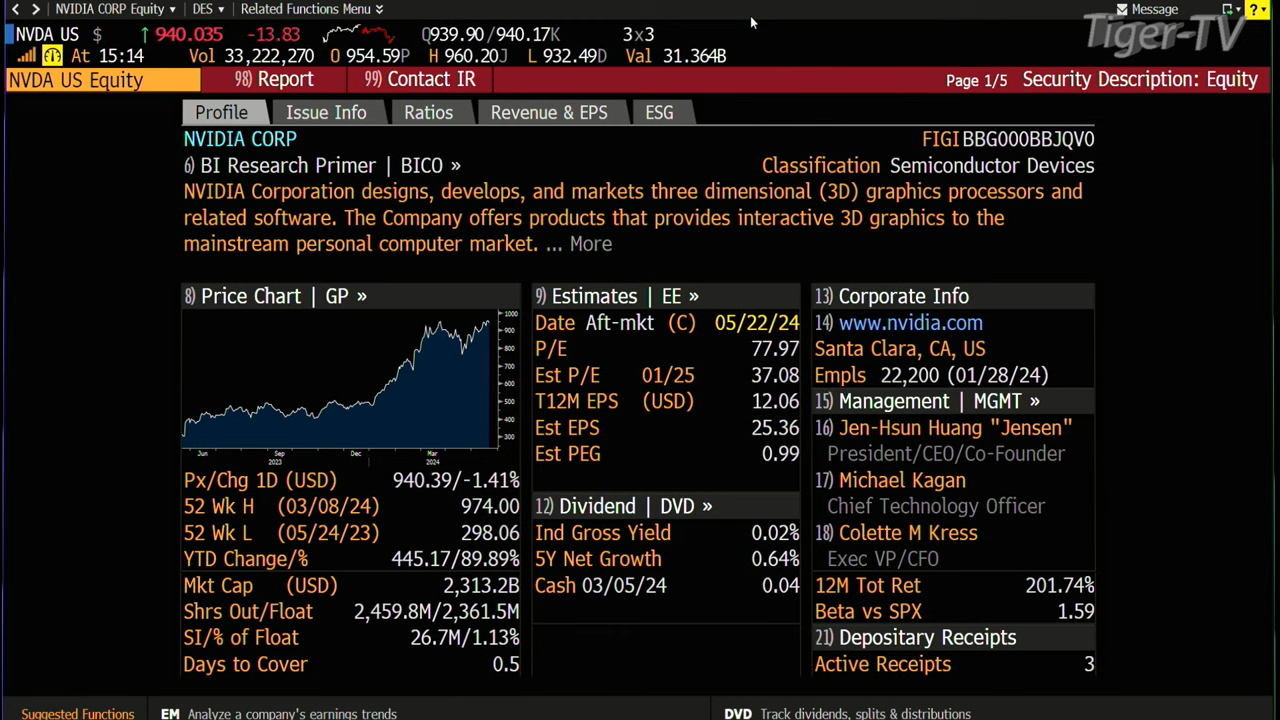 NVIDIA CORP Equity ▾ DES ▾ Related Functions Menu Message ?
NVDA US $ ↑ 940.035 -13.83 Q939.90/940.17K 3x3
At 15:14 Vol 33,222,270 O 954.59P H 960.20J L 932.49D Val 31.364B
Tiger-TV
NVDA US Equity 98) Report 99) Contact IR Page 1/5 Security Description: Equity
Profile Issue Info Ratios Revenue & EPS ESG
NVIDIA CORP FIGI BBG000BBJQV0
6) BI Research Primer | BICO » Classification Semiconductor Devices
NVIDIA Corporation designs, develops, and markets three dimensional (3D) graphics processors and
related software. The Company offers products that provides interactive 3D graphics to the
mainstream personal computer market. ... More
8) Price Chart | GP »
1000
900
800
700
600
500
400
300
Jun Sep Dec Mar
2023 2024
Px/Chg 1D (USD) 940.39/-1.41%
52 Wk H (03/08/24) 974.00
52 Wk L (05/24/23) 298.06
YTD Change/% 445.17/89.89%
Mkt Cap (USD) 2,313.2B
Shrs Out/Float 2,459.8M/2,361.5M
SI/% of Float 26.7M/1.13%
Days to Cover 0.5
9) Estimates | EE »
Date Aft-mkt (C) 05/22/24
P/E 77.97
Est P/E 01/25 37.08
T12M EPS (USD) 12.06
Est EPS 25.36
Est PEG 0.99
12) Dividend | DVD »
Ind Gross Yield 0.02%
5Y Net Growth 0.64%
Cash 03/05/24 0.04
13) Corporate Info
14) www.nvidia.com
Santa Clara, CA, US
Empls 22,200 (01/28/24)
15) Management | MGMT »
16) Jen-Hsun Huang "Jensen"
President/CEO/Co-Founder
17) Michael Kagan
Chief Technology Officer
18) Colette M Kress
Exec VP/CFO
12M Tot Ret 201.74%
Beta vs SPX 1.59
21) Depositary Receipts
Active Receipts 3
Suggested Functions EM Analyze a company's earnings trends DVD Track dividends, splits & distributions